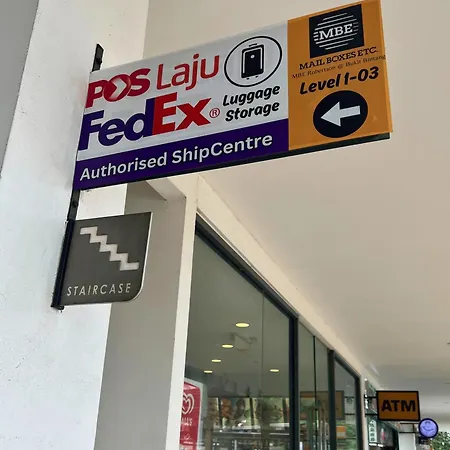 POS Laju
FedEx®
Authorised ShipCentre
Luggage
Storage
MBE
MAIL BOXES ETC.
MBE Robertson @ Bukit Bintang
Level 1-03
STAIRCASE
ATM